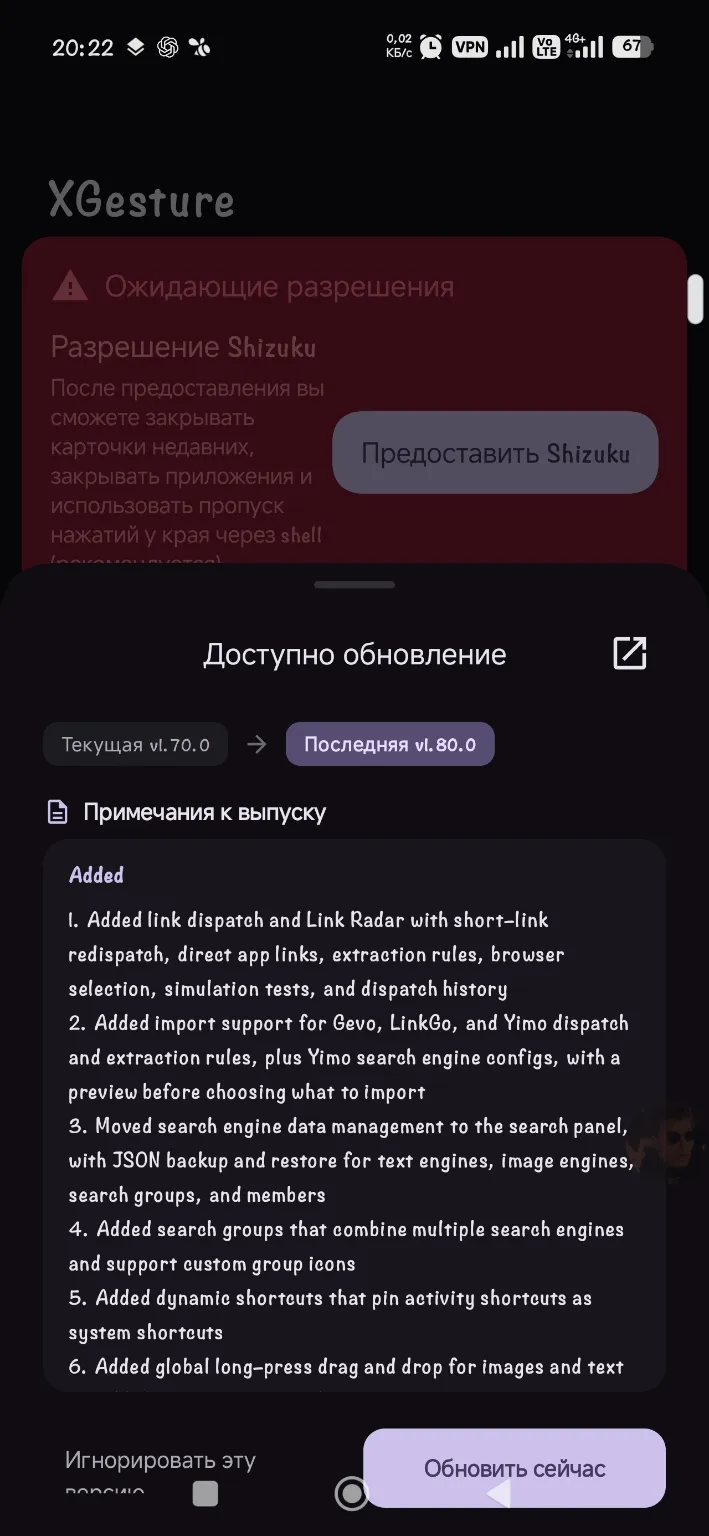 20:22
0,02
КБ/с
VPN
Vo
LTE
4G+
67
XGesture
Ожидающие разрешения
Разрешение Shizuku
После предоставления вы
сможете закрывать
карточки недавних,
закрывать приложения и
использовать пропуск
нажатий у края через shell
(рекомендуется)
Предоставить Shizuku
Доступно обновление
Текущая v1.70.0
Последняя v1.80.0
Примечания к выпуску
Added
1. Added link dispatch and Link Radar with short-link
redispatch, direct app links, extraction rules, browser
selection, simulation tests, and dispatch history
2. Added import support for Gevo, LinkGo, and Yimo dispatch
and extraction rules, plus Yimo search engine configs, with a
preview before choosing what to import
3. Moved search engine data management to the search panel,
with JSON backup and restore for text engines, image engines,
search groups, and members
4. Added search groups that combine multiple search engines
and support custom group icons
5. Added dynamic shortcuts that pin activity shortcuts as
system shortcuts
6. Added global long-press drag and drop for images and text
Игнорировать эту
версию
Обновить сейчас